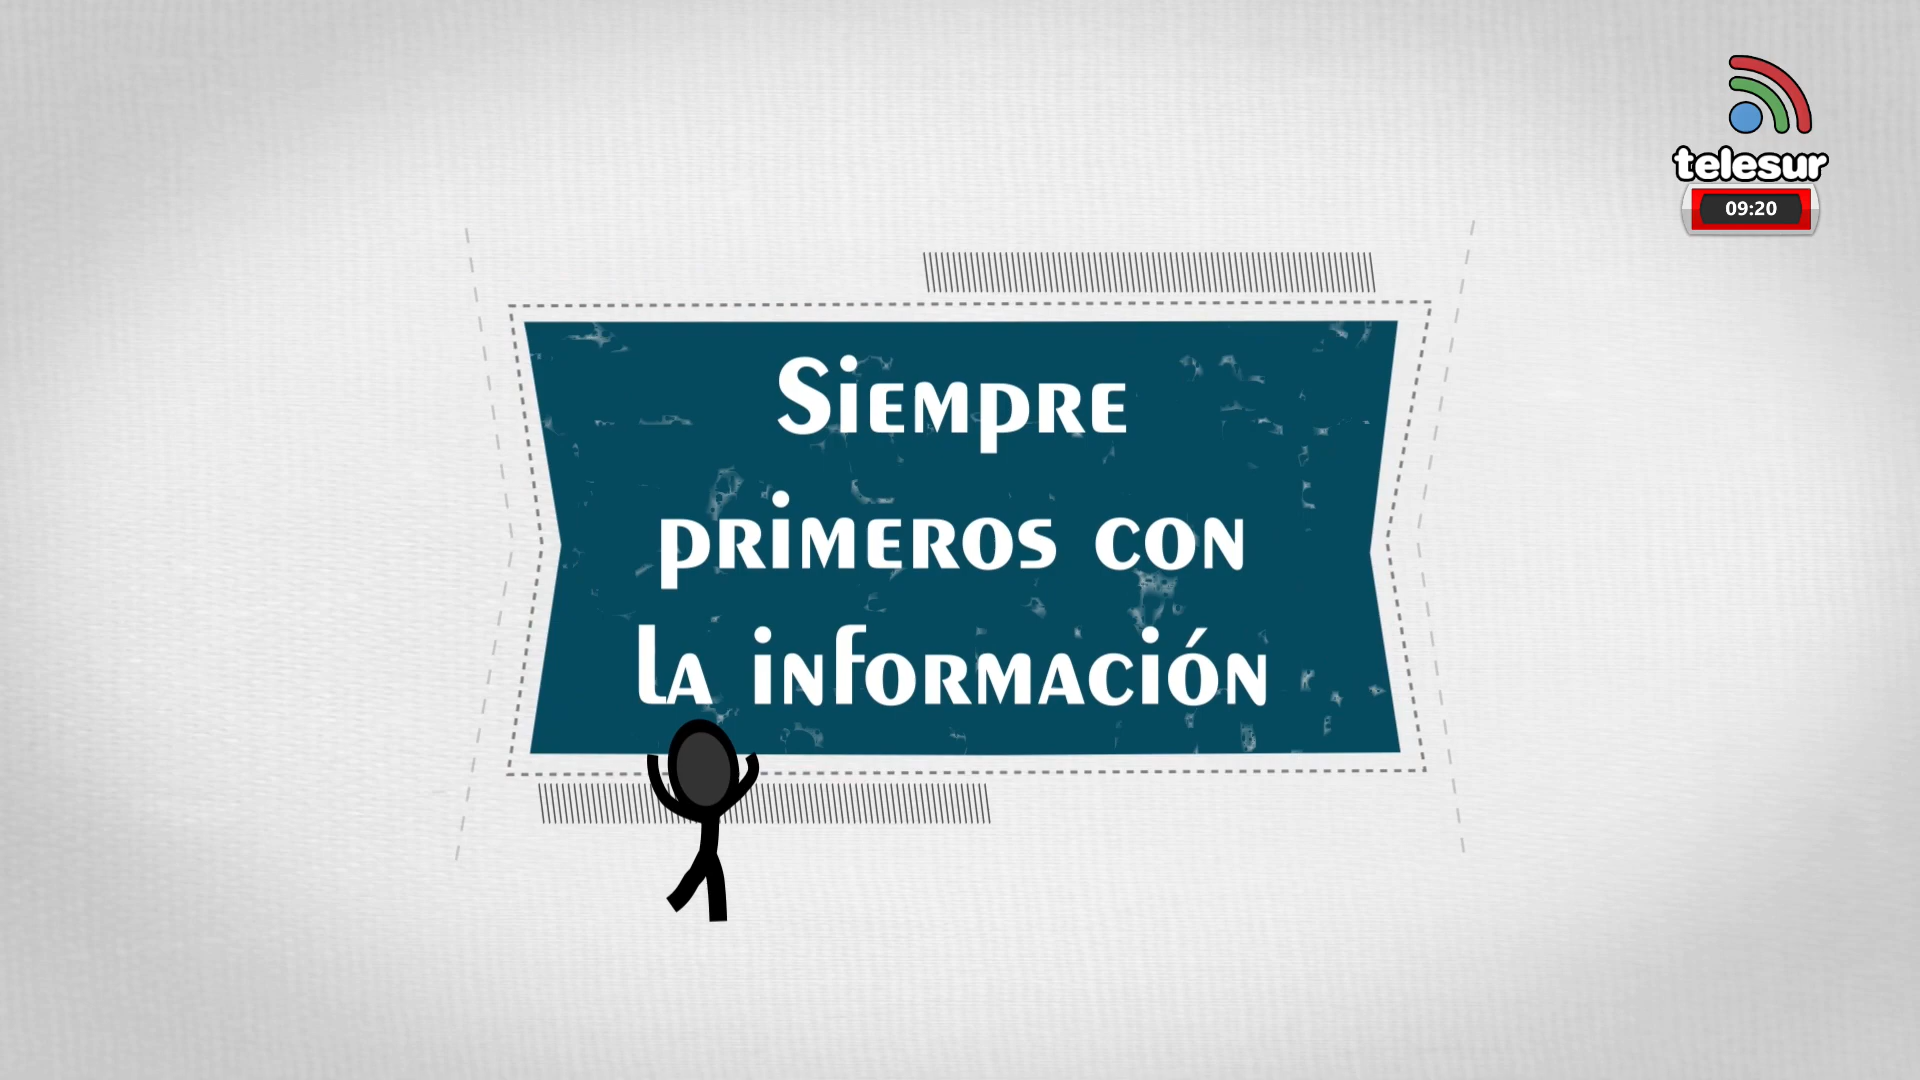 telesur
09:20
Siempre
primeros con
la información